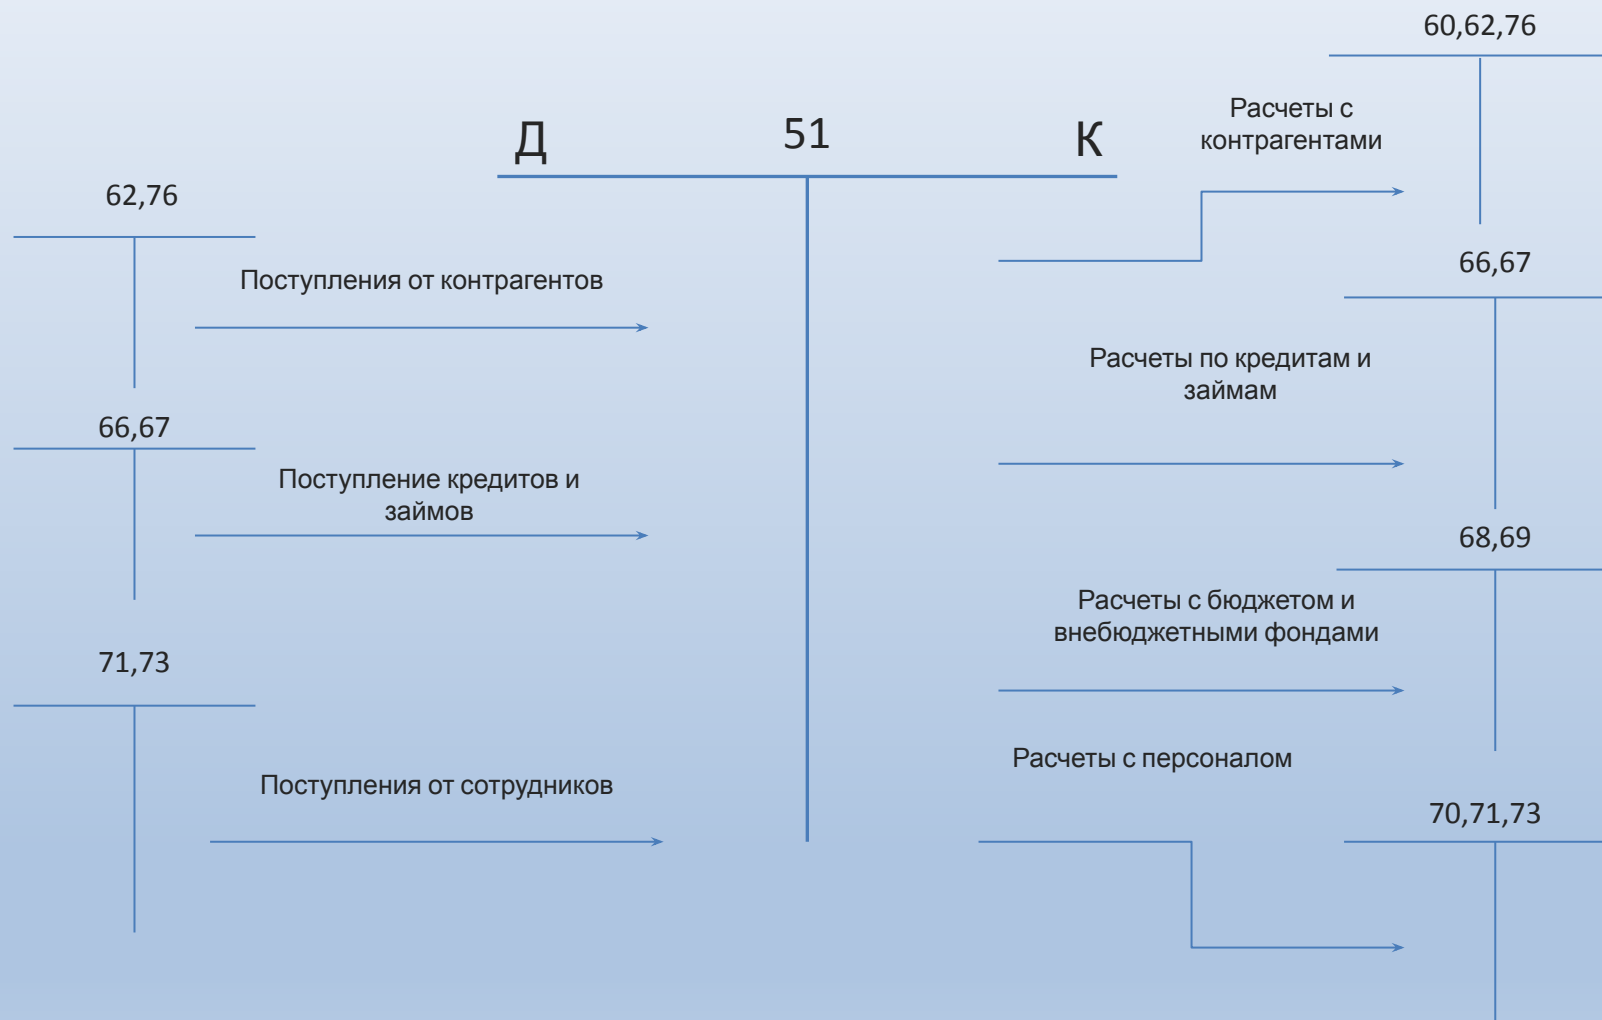 Д
51
К
62,76
Поступления от контрагентов
66,67
Поступление кредитов и
займов
71,73
Поступления от сотрудников
60,62,76
Расчеты с
контрагентами
66,67
Расчеты по кредитам и
займам
68,69
Расчеты с бюджетом и
внебюджетными фондами
Расчеты с персоналом
70,71,73